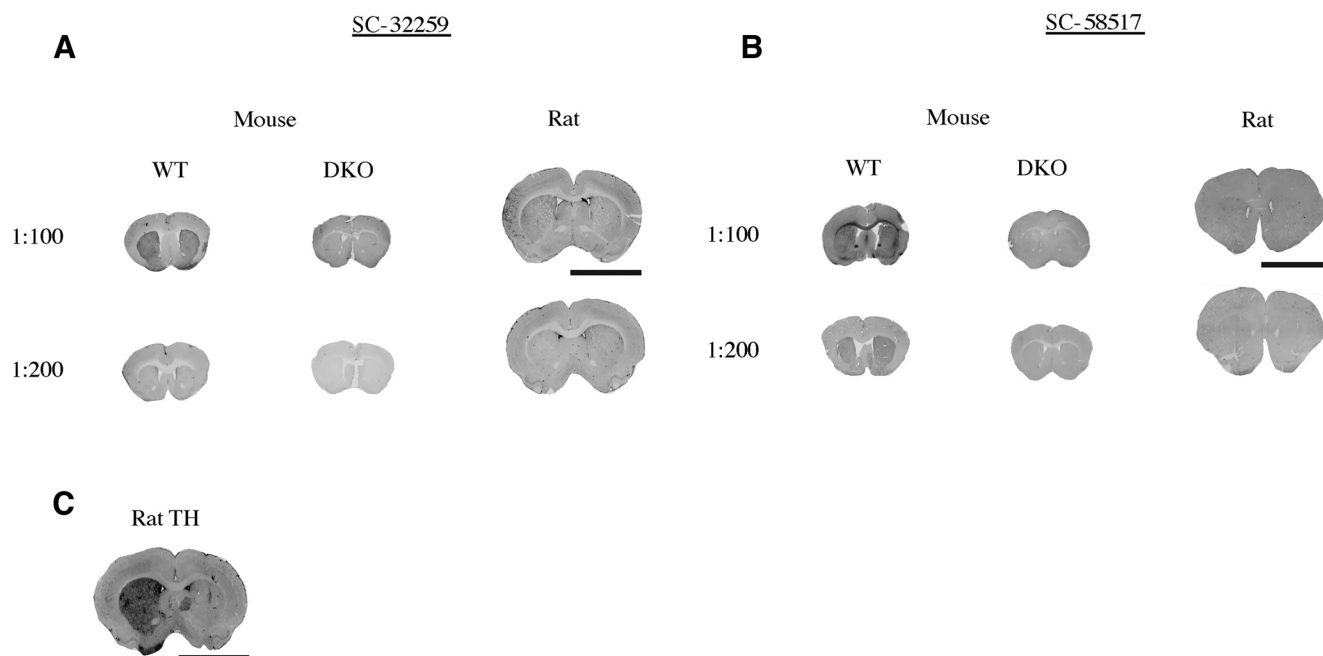 A
SC-32259
Mouse
Rat
WT
DKO
1:100
1:200
B
SC-58517
Mouse
Rat
WT
DKO
1:100
1:200
C
Rat TH